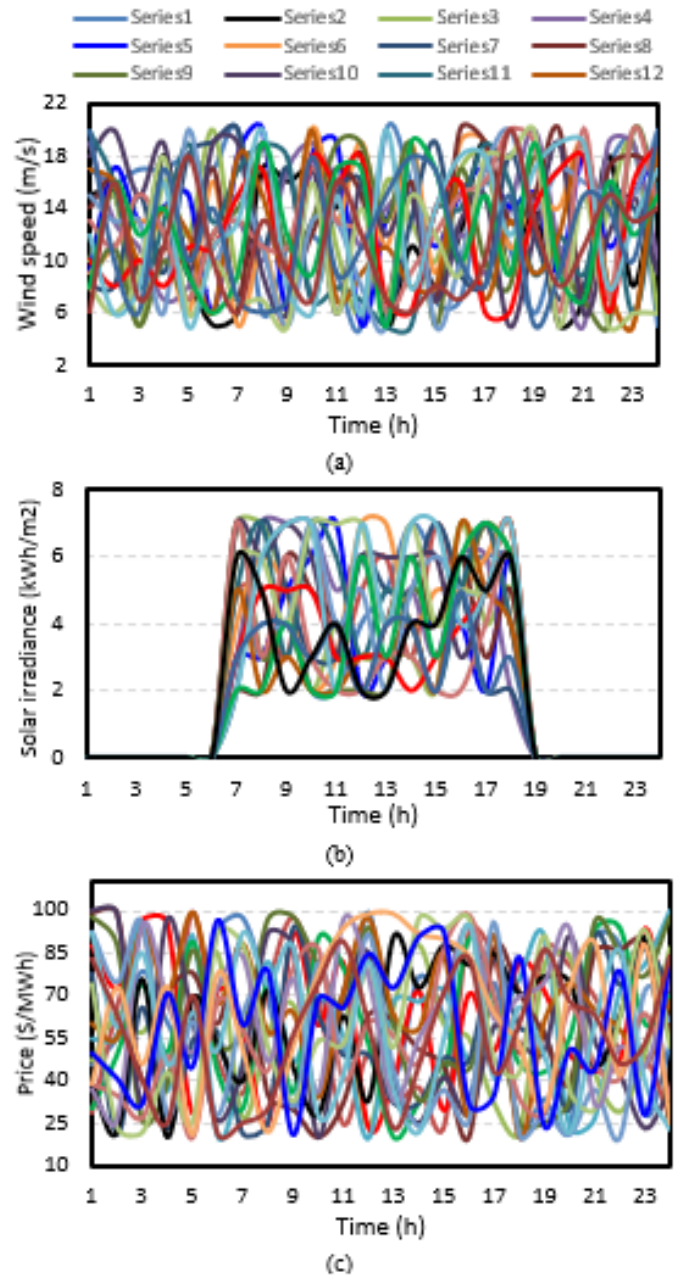 Series1 Series2 Series3 Series4
Series5 Series6 Series7 Series8
Series9 Series10 Series11 Series12
Wind speed (m/s)
22
18
14
10
6
2
1 3 5 7 9 11 13 15 17 19 21 23
Time (h)
(a)
Solar irradiance (kWh/m2)
8
6
4
2
0
1 3 5 7 9 11 13 15 17 19 21 23
Time (h)
(b)
Price ($/MWh)
100
85
70
55
40
25
10
1 3 5 7 9 11 13 15 17 19 21 23
Time (h)
(c)